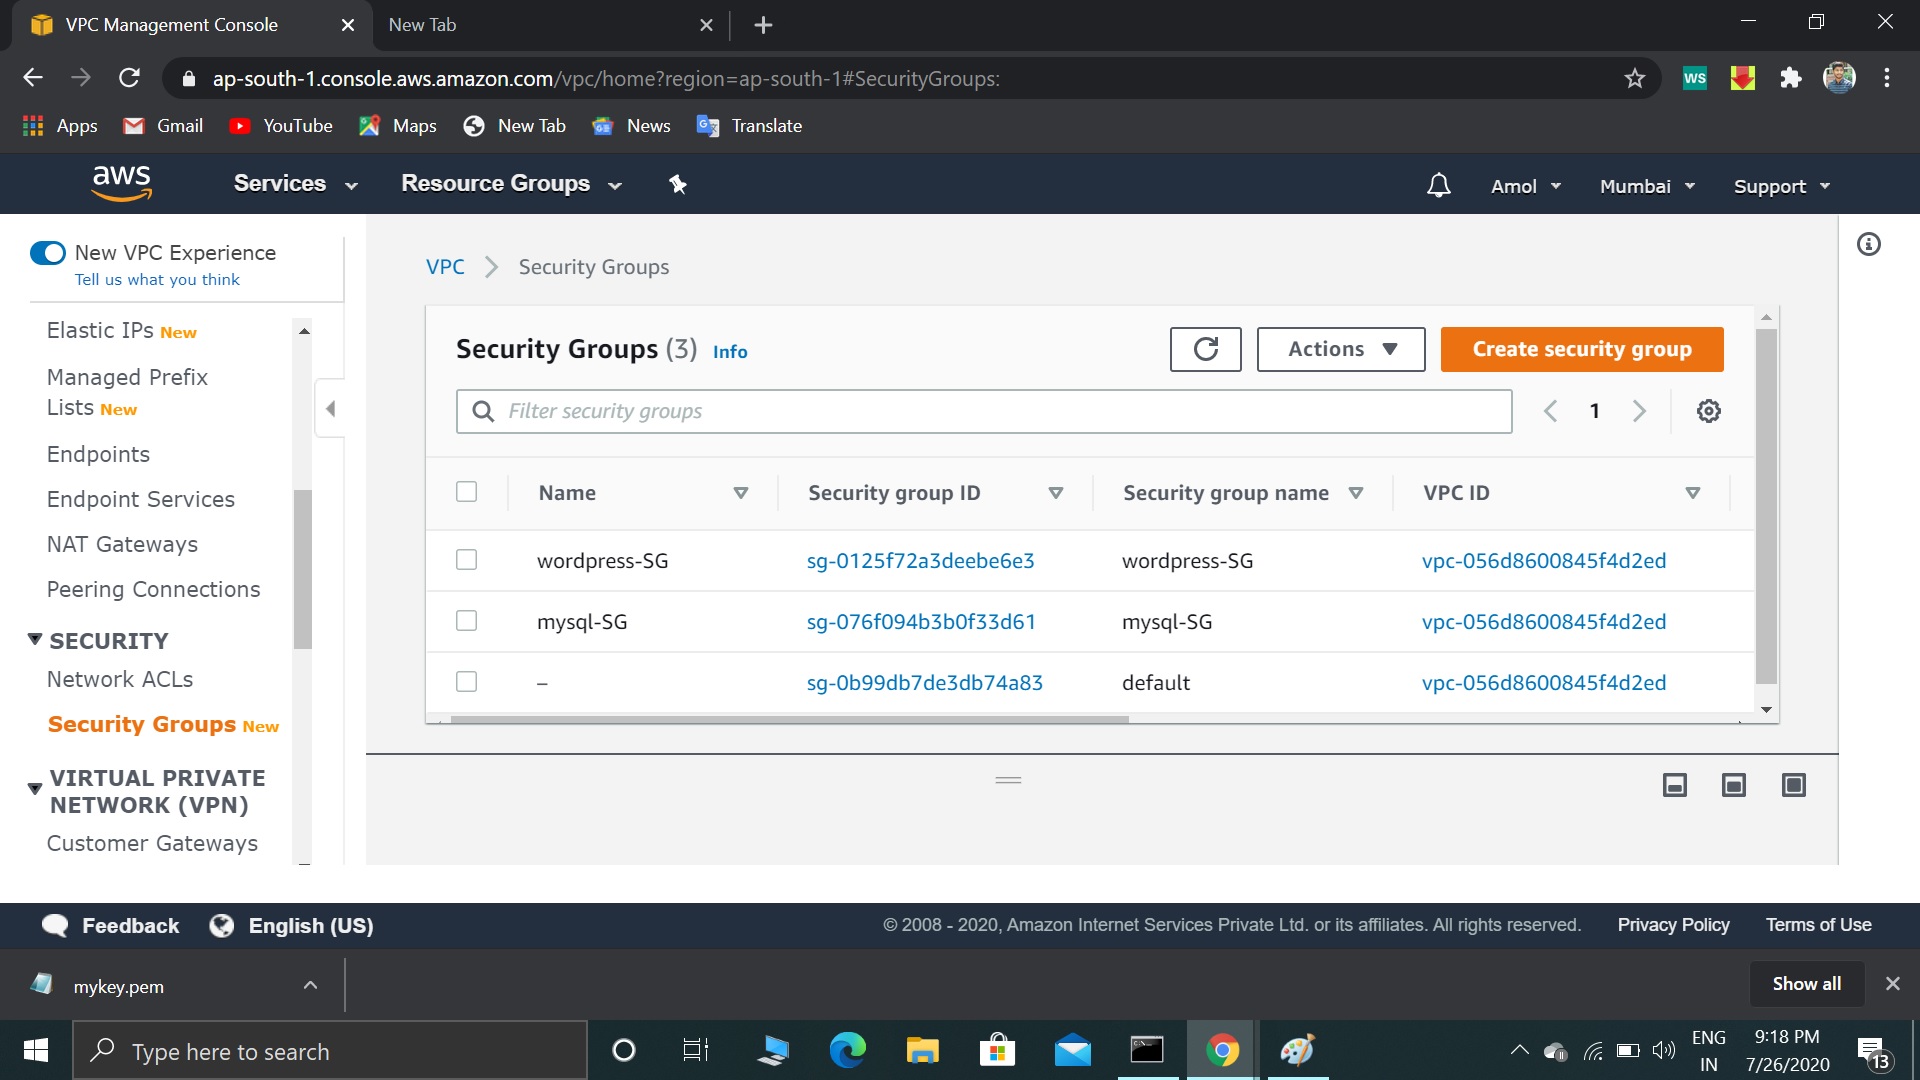 VPC Management Console
New Tab
ap-south-1.console.aws.amazon.com/vpc/home?region=ap-south-1#SecurityGroups:
WS
Apps Gmail YouTube Maps New Tab News Translate
aws Services Resource Groups Amol Mumbai Support
New VPC Experience
Tell us what you think
Elastic IPs New
Managed Prefix
Lists New
Endpoints
Endpoint Services
NAT Gateways
Peering Connections
SECURITY
Network ACLs
Security Groups New
VIRTUAL PRIVATE
NETWORK (VPN)
Customer Gateways
VPC Security Groups
Security Groups (3) Info
Actions
Create security group
Filter security groups
1
Name Security group ID Security group name VPC ID
wordpress-SG sg-0125f72a3deebe6e3 wordpress-SG vpc-056d8600845f4d2ed
mysql-SG sg-076f094b3b0f33d61 mysql-SG vpc-056d8600845f4d2ed
– sg-0b99db7de3db74a83 default vpc-056d8600845f4d2ed
Feedback English (US) © 2008 - 2020, Amazon Internet Services Private Ltd. or its affiliates. All rights reserved. Privacy Policy Terms of Use
mykey.pem Show all
Type here to search
ENG
IN
9:18 PM
7/26/2020
13